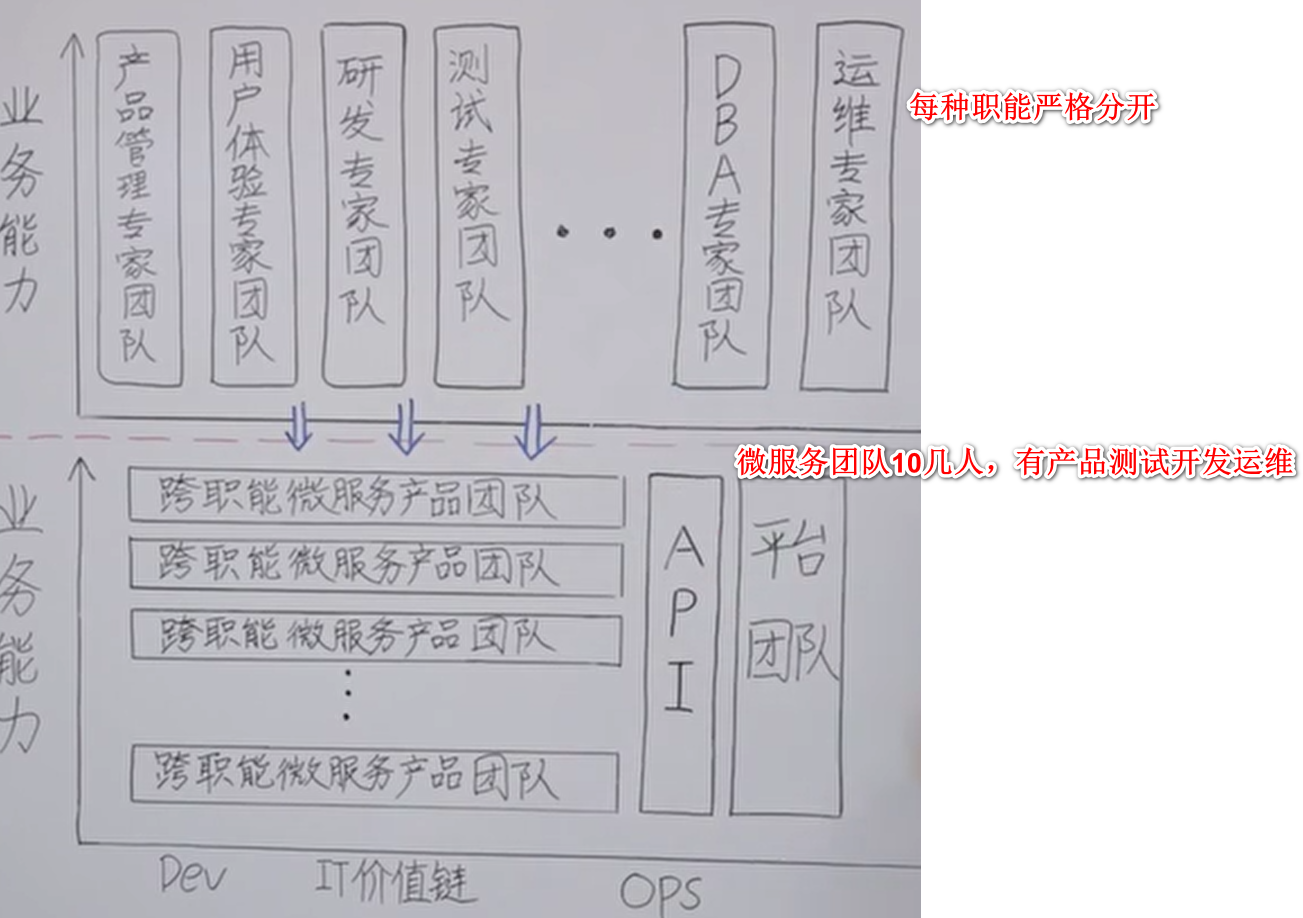 业务能力
产品管理专家团队
用户体验专家团队
研发专家团队
测试专家团队
DBA专家团队
运维专家团队
每种职能严格分开
微服务团队10几人，有产品测试开发运维
业务能力
跨职能微服务产品团队
跨职能微服务产品团队
跨职能微服务产品团队
跨职能微服务产品团队
API
平台团队
Dev
IT价值链
OPS